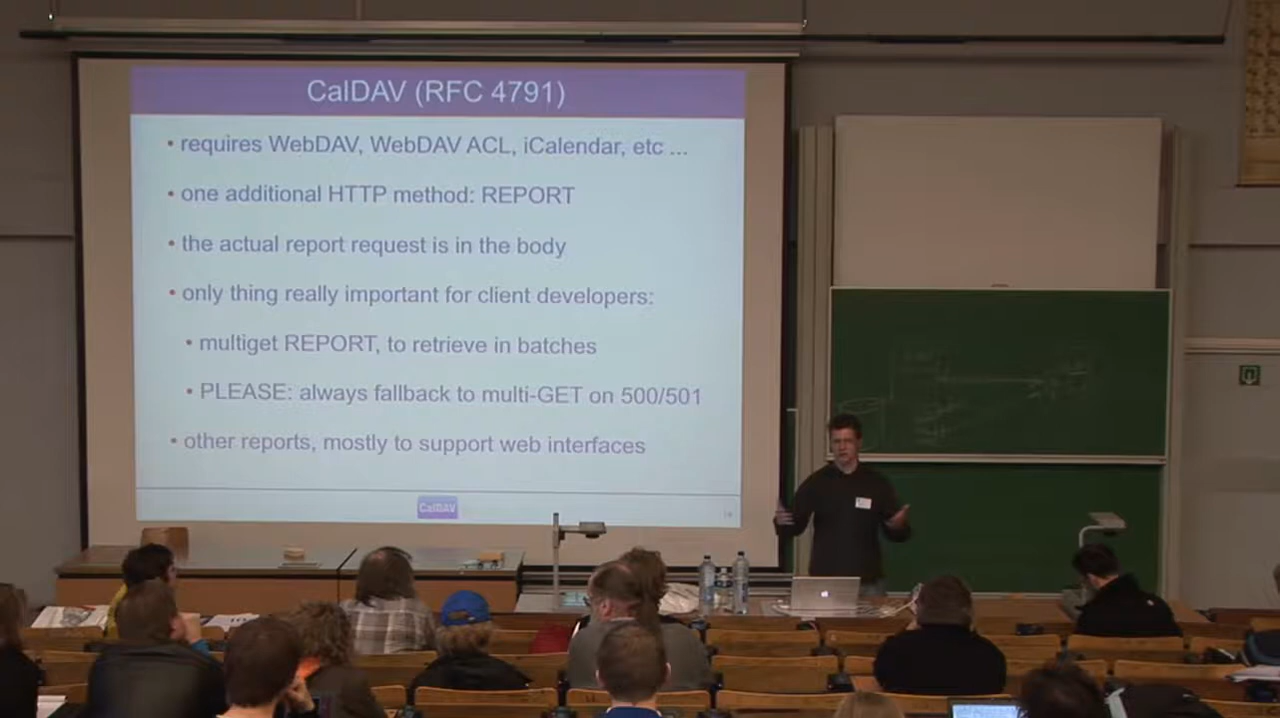 CalDAV (RFC 4791)
• requires WebDAV, WebDAV ACL, iCalendar, etc ...
• one additional HTTP method: REPORT
• the actual report request is in the body
• only thing really important for client developers:
• multiget REPORT, to retrieve in batches
• PLEASE: always fallback to multi-GET on 500/501
• other reports, mostly to support web interfaces
CalDAV